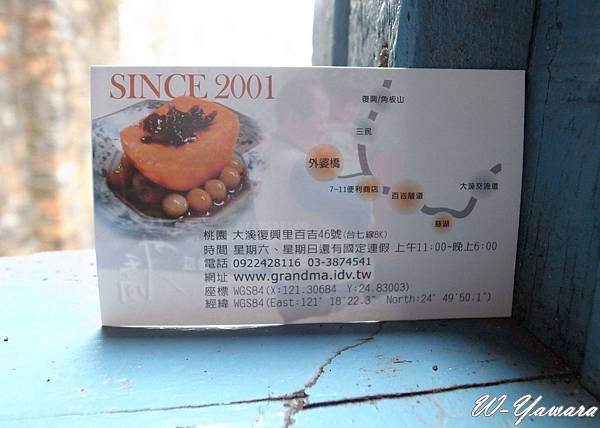 SINCE 2001
復興/角板山
三民
外婆橋
7-11便利商店
百吉隧道
大溪交流道
慈湖
桃園 大溪復興里百吉46號(台七線8K)
時間 星期六、星期日還有國定連假 上午11:00-晚上6:00
電話 0922428116 03-3874541
網址 www.grandma.idv.tw
座標 WGS84(X:121.30684 Y:24.83003)
經緯 WGS84(East:121° 18'22.3" North:24° 49'50.1")
W-Yawara